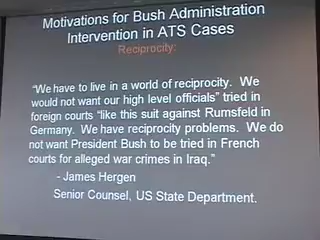 Motivations for Bush Administration
Intervention in ATS Cases
Reciprocity:
"We have to live in a world of reciprocity. We
would not want our high level officials" tried in
foreign courts "like this suit against Rumsfeld in
Germany. We have reciprocity problems. We do
not want President Bush to be tried in French
courts for alleged war crimes in Iraq."
- James Hergen
Senior Counsel, US State Department.